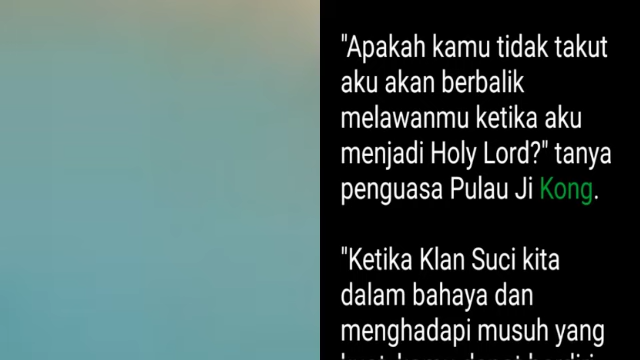 "Apakah kamu tidak takut
aku akan berbalik
melawanmu ketika aku
menjadi Holy Lord?" tanya
penguasa Pulau Ji Kong.
"Ketika Klan Suci kita
dalam bahaya dan
menghadapi musuh yang